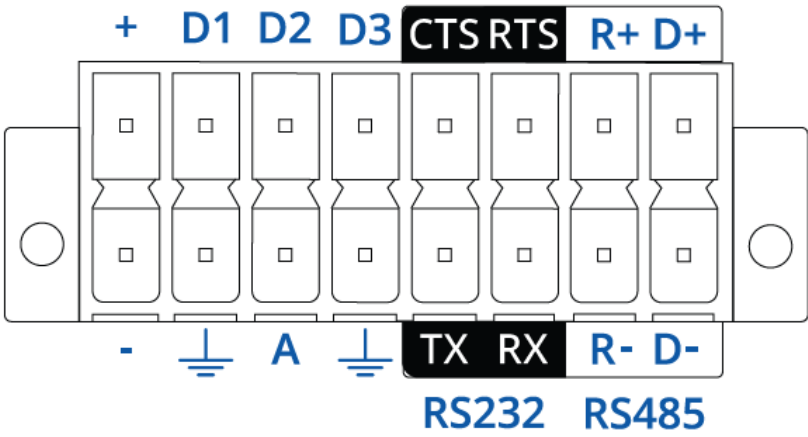 + D1 D2 D3 CTS RTS R+ D+
- ⏚ A ⏚ TX RX R- D-
RS232 RS485